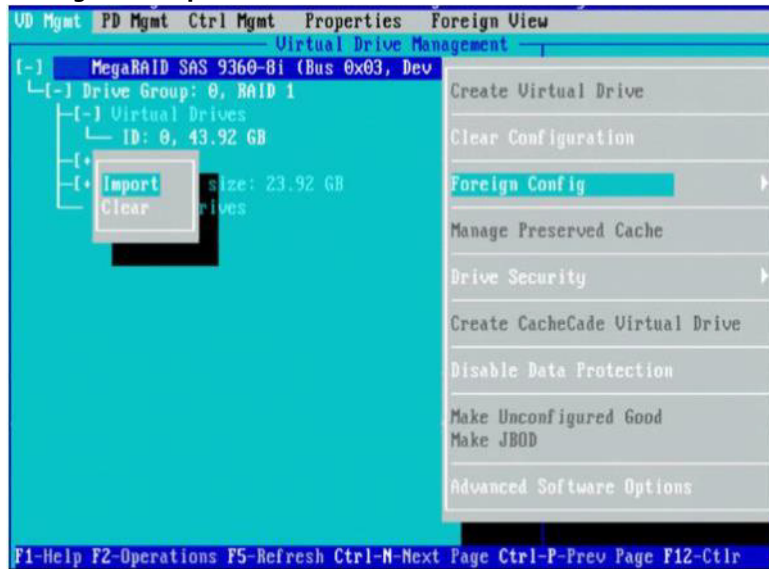 VD Mgmt PD Mgmt Ctrl Mgmt Properties Foreign View
Virtual Drive Management
[-] MegaRAID SAS 9360-8i (Bus 0x03, Dev
[-] Drive Group: 0, RAID 1
[-] Virtual Drives
ID: 0, 43.92 GB
[+
[+ size: 23.92 GB
rives
Import
Clear
Create Virtual Drive
Clear Configuration
Foreign Config
Manage Preserved Cache
Drive Security
Create CacheCade Virtual Drive
Disable Data Protection
Make Unconfigured Good
Make JBOD
Advanced Software Options
F1-Help F2-Operations F5-Refresh Ctrl-N-Next Page Ctrl-P-Prev Page F12-Ctlr